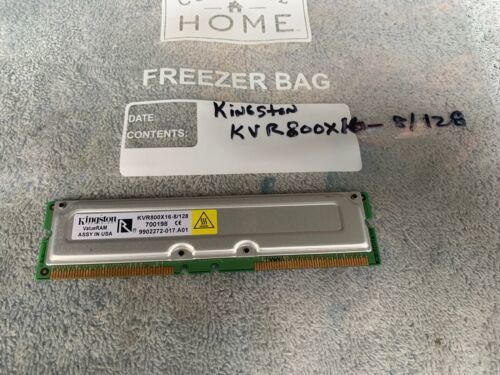 HOME
FREEZER BAG
DATE:
CONTENTS:
Kingston
KVR800X16-8/128
Kingston
ValueRAM
ASSY IN USA
R
KVR800X16-8/128
700198 CE
9902272-017.A01